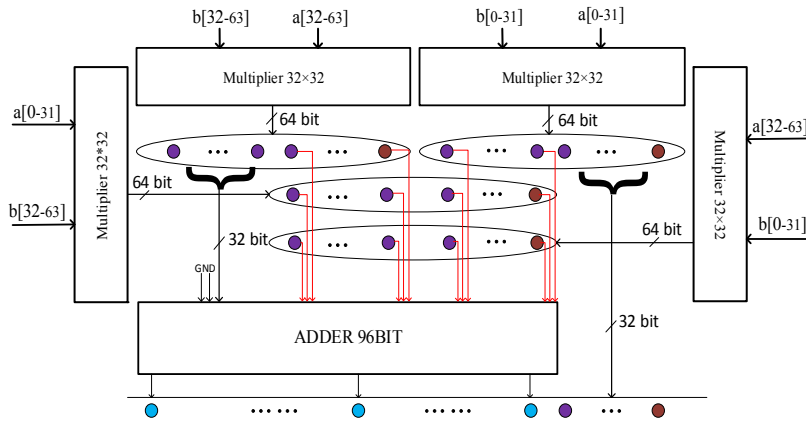 b[32-63] a[32-63] b[0-31] a[0-31]
Multiplier 32×32 Multiplier 32×32
a[0-31] 64 bit 64 bit a[32-63]
Multiplier 32*32 Multiplier 32×32
64 bit
b[32-63] 32 bit 64 bit b[0-31]
GND
ADDER 96BIT 32 bit